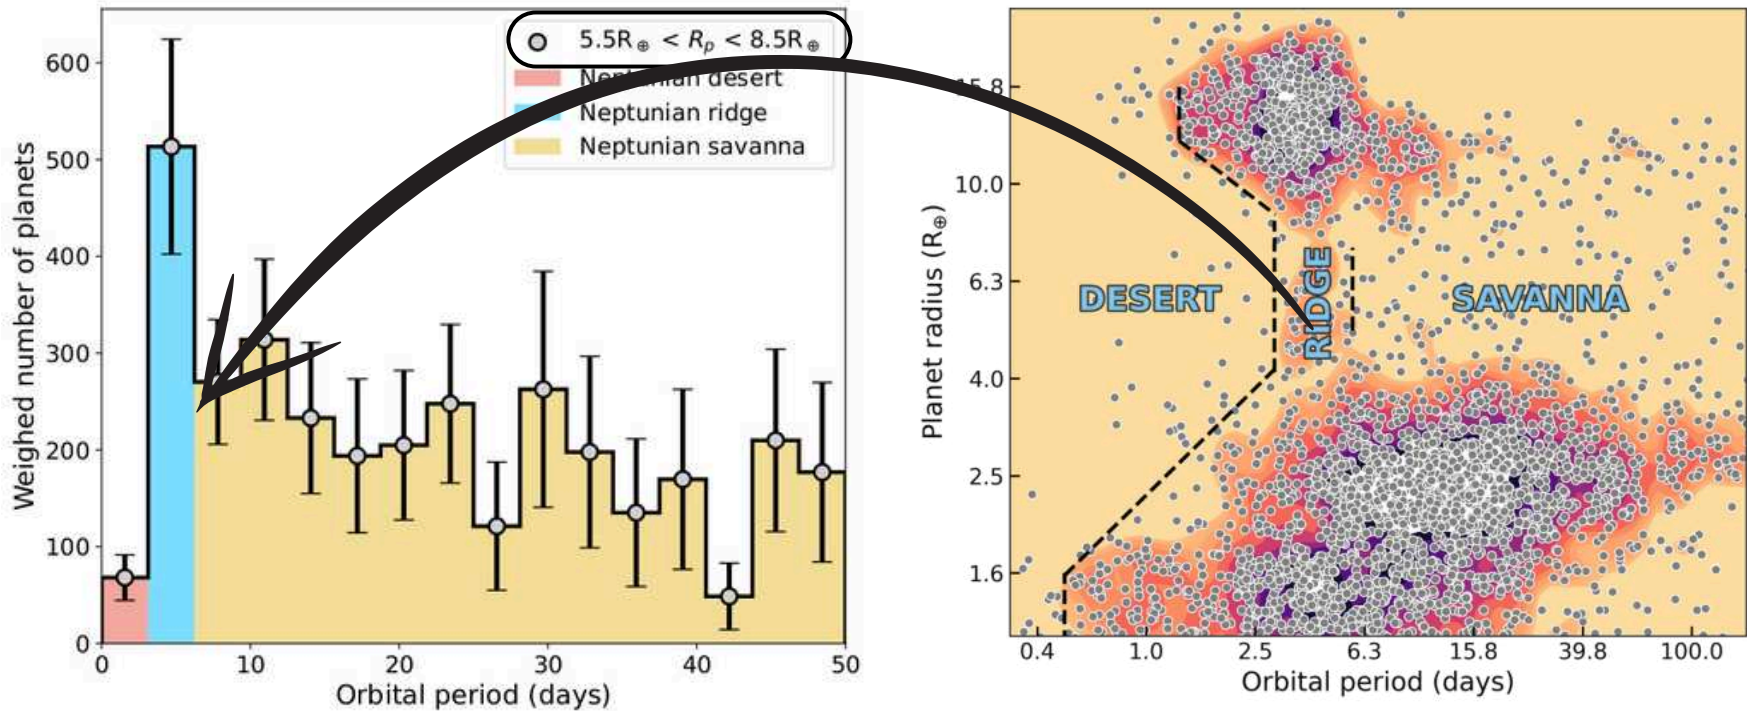 5.5R⊕ < Rp < 8.5R⊕
Neptunian desert
Neptunian ridge
Neptunian savanna
Weighed number of planets
600
500
400
300
200
100
0
0 10 20 30 40 50
Orbital period (days)
Planet radius (R⊕)
15.8
10.0
6.3
4.0
2.5
1.6
DESERT
RIDGE
SAVANNA
0.4 1.0 2.5 6.3 15.8 39.8 100.0
Orbital period (days)